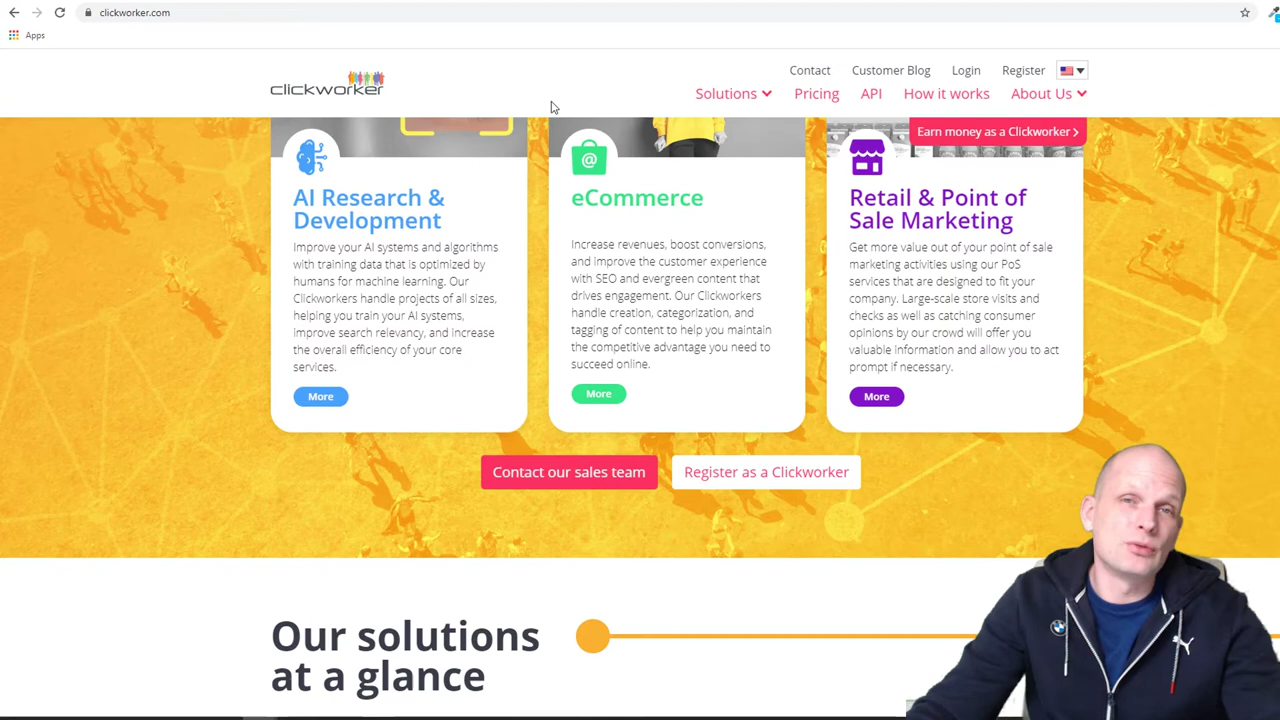 clickworker.com
Apps
clickworker
Contact
Customer Blog
Login
Register
Solutions
Pricing
API
How it works
About Us
Earn money as a Clickworker
AI Research &
Development
Improve your AI systems and algorithms
with training data that is optimized by
humans for machine learning. Our
Clickworkers handle projects of all sizes,
helping you train your AI systems,
improve search relevancy, and increase
the overall efficiency of your core
services.
More
@
eCommerce
Increase revenues, boost conversions,
and improve the customer experience
with SEO and evergreen content that
drives engagement. Our Clickworkers
handle creation, categorization, and
tagging of content to help you maintain
the competitive advantage you need to
succeed online.
More
Retail & Point of
Sale Marketing
Get more value out of your point of sale
marketing activities using our PoS
services that are designed to fit your
company. Large-scale store visits and
checks as well as catching consumer
opinions by our crowd will offer you
valuable information and allow you to act
prompt if necessary.
More
Contact our sales team
Register as a Clickworker
Our solutions
at a glance
BMW
PUMA